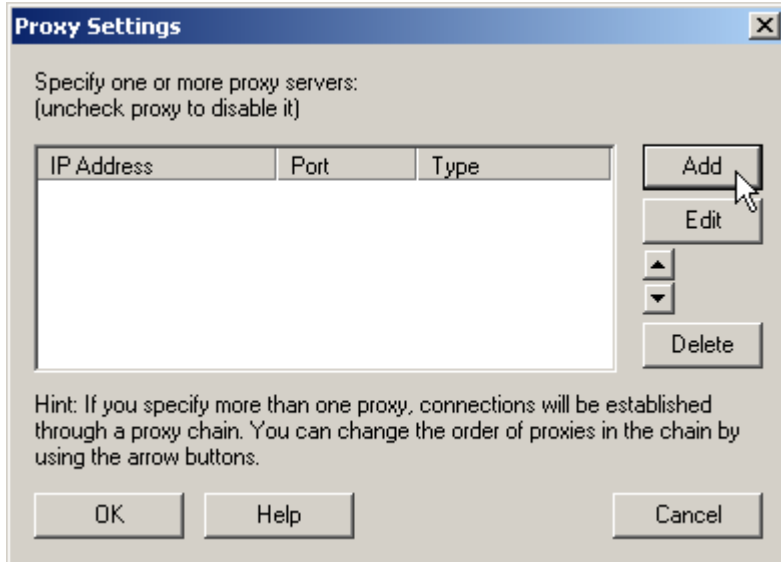 Proxy Settings
Specify one or more proxy servers:
(uncheck proxy to disable it)
IP Address Port Type
Add
Edit
Delete
Hint: If you specify more than one proxy, connections will be established
through a proxy chain. You can change the order of proxies in the chain by
using the arrow buttons.
OK Help Cancel